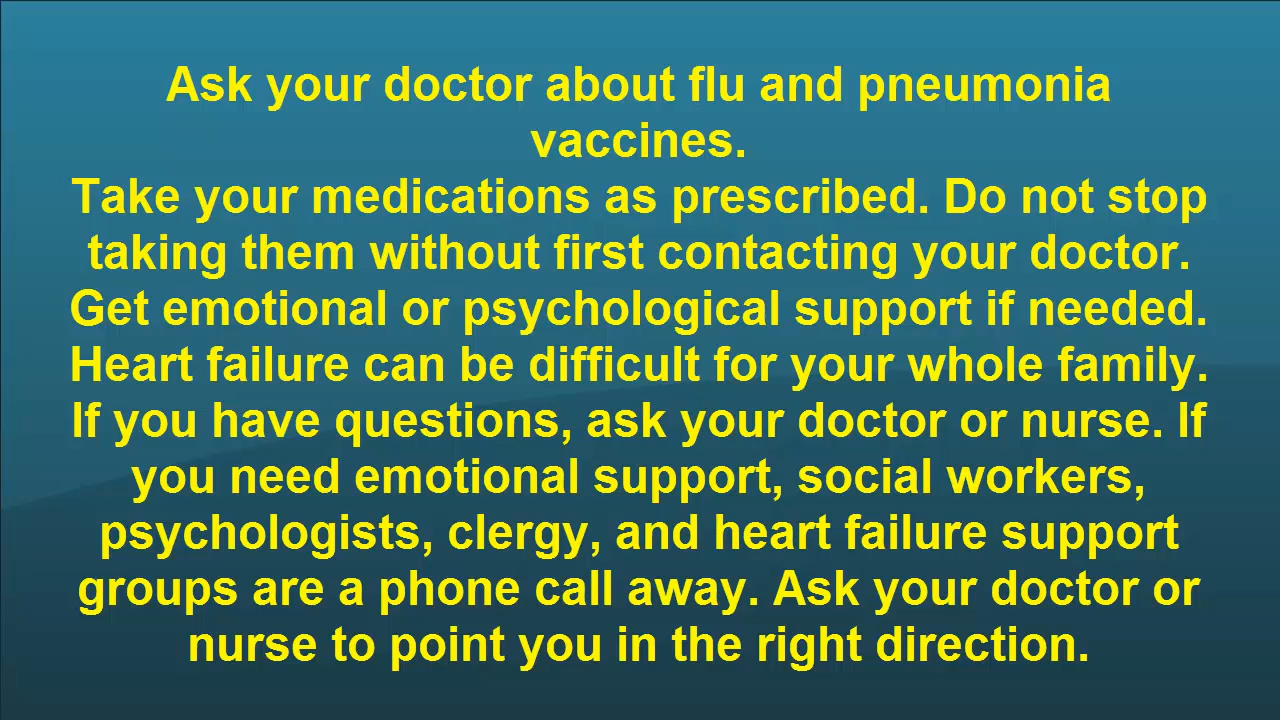 Ask your doctor about flu and pneumonia
vaccines.
Take your medications as prescribed. Do not stop
taking them without first contacting your doctor.
Get emotional or psychological support if needed.
Heart failure can be difficult for your whole family.
If you have questions, ask your doctor or nurse. If
you need emotional support, social workers,
psychologists, clergy, and heart failure support
groups are a phone call away. Ask your doctor or
nurse to point you in the right direction.